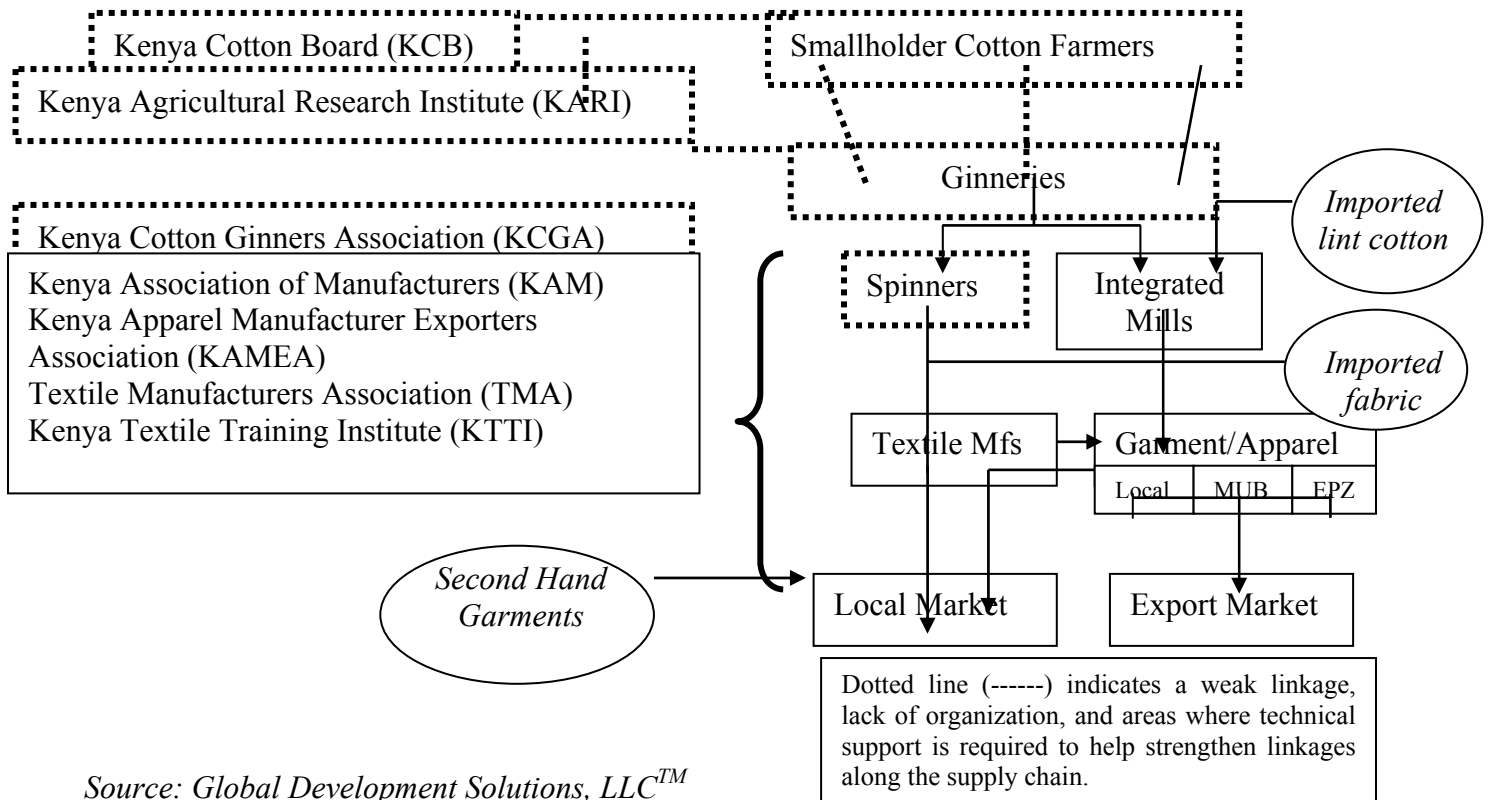 Kenya Cotton Board (KCB)
Smallholder Cotton Farmers
Kenya Agricultural Research Institute (KARI)
Ginneries
Imported
lint cotton
Kenya Cotton Ginners Association (KCGA)
Kenya Association of Manufacturers (KAM)
Kenya Apparel Manufacturer Exporters
Association (KAMEA)
Textile Manufacturers Association (TMA)
Kenya Textile Training Institute (KTTI)
Spinners
Integrated
Mills
Imported
fabric
Textile Mfs
Garment/Apparel
Local
MUB
EPZ
Second Hand
Garments
Local Market
Export Market
Dotted line (------) indicates a weak linkage,
lack of organization, and areas where technical
support is required to help strengthen linkages
along the supply chain.
Source: Global Development Solutions, LLC™